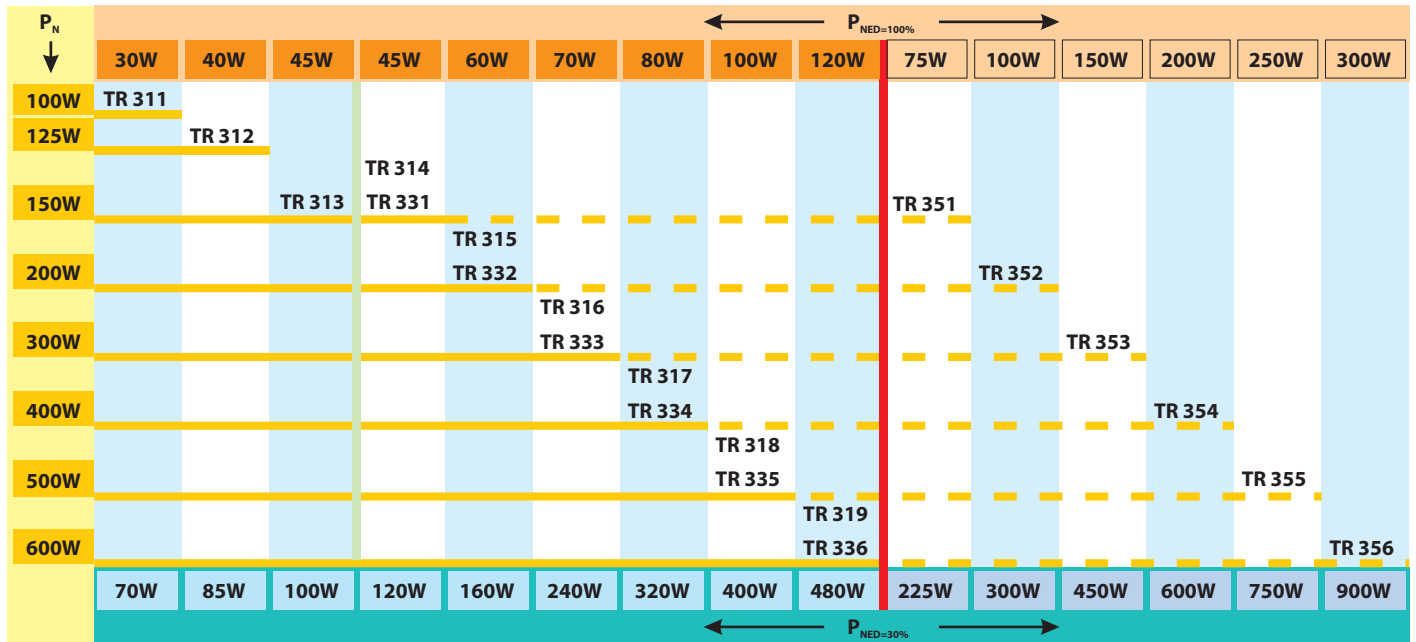 P_N P_NED=100%
30W 40W 45W 45W 60W 70W 80W 100W 120W 75W 100W 150W 200W 250W 300W
100W TR 311
125W TR 312
TR 314
150W TR 313 TR 331 TR 351
TR 315
200W TR 332 TR 352
TR 316
300W TR 333 TR 353
TR 317
400W TR 334 TR 354
TR 318
500W TR 335 TR 355
TR 319
600W TR 336 TR 356
70W 85W 100W 120W 160W 240W 320W 400W 480W 225W 300W 450W 600W 750W 900W
P_NED=30%